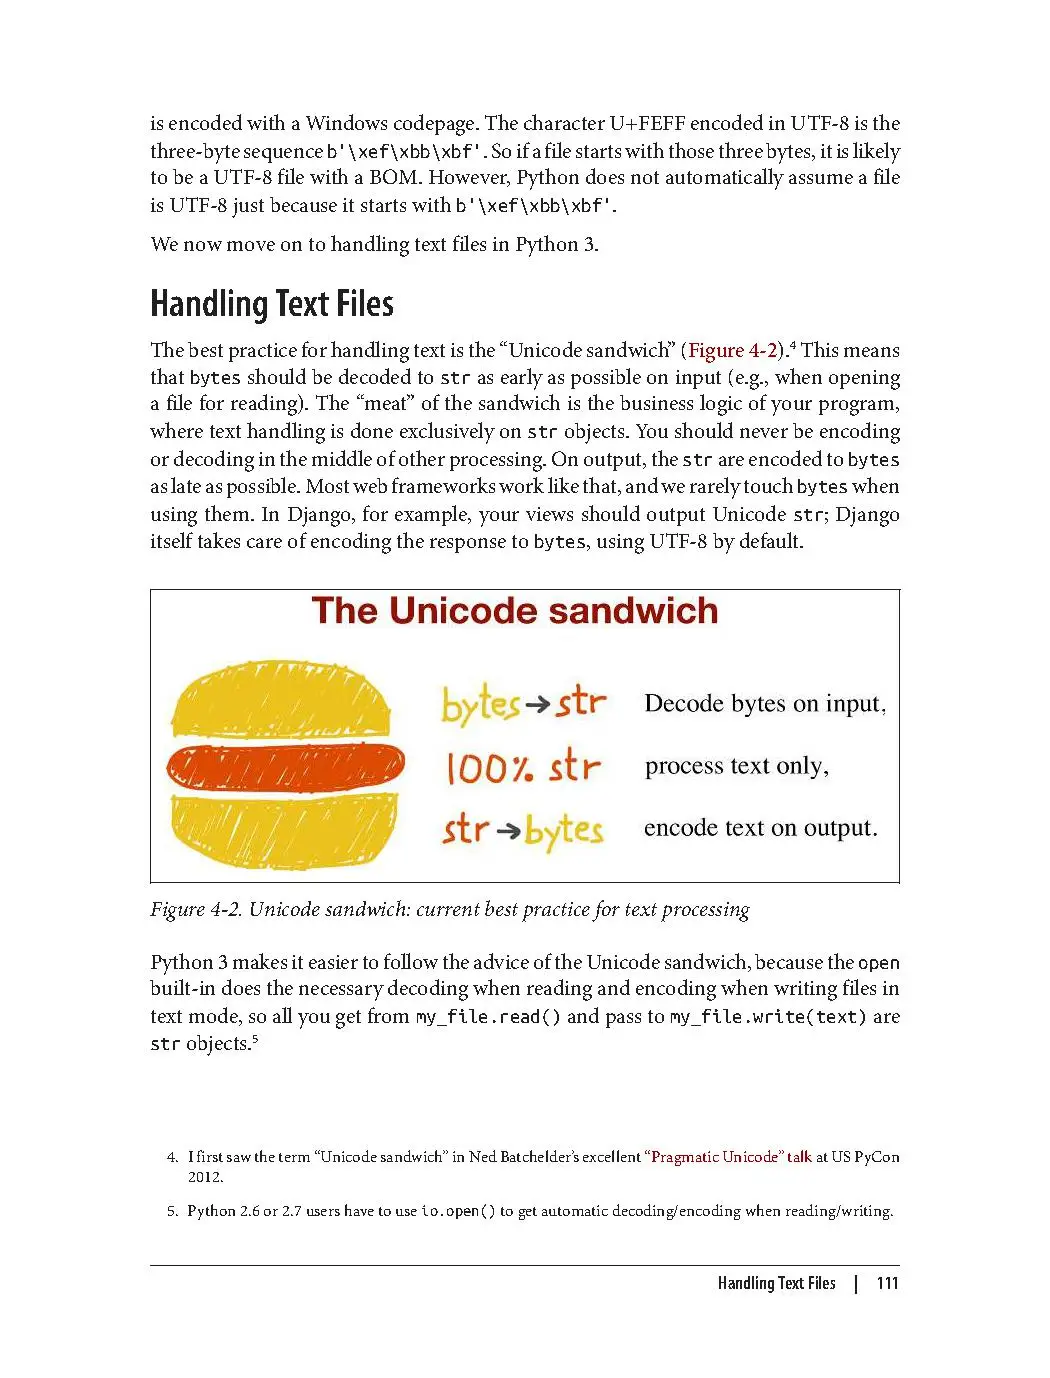 is encoded with a Windows codepage. The character U+FEFF encoded in UTF-8 is the
three-byte sequence b'\xef\xbb\xbf'. So if a file starts with those three bytes, it is likely
to be a UTF-8 file with a BOM. However, Python does not automatically assume a file
is UTF-8 just because it starts with b'\xef\xbb\xbf'.
We now move on to handling text files in Python 3.
Handling Text Files
The best practice for handling text is the “Unicode sandwich” (Figure 4-2).⁴ This means
that bytes should be decoded to str as early as possible on input (e.g., when opening
a file for reading). The “meat” of the sandwich is the business logic of your program,
where text handling is done exclusively on str objects. You should never be encoding
or decoding in the middle of other processing. On output, the str are encoded to bytes
as late as possible. Most web frameworks work like that, and we rarely touch bytes when
using them. In Django, for example, your views should output Unicode str; Django
itself takes care of encoding the response to bytes, using UTF-8 by default.
The Unicode sandwich
bytes→str Decode bytes on input,
100% str process text only,
str→bytes encode text on output.
Figure 4-2. Unicode sandwich: current best practice for text processing
Python 3 makes it easier to follow the advice of the Unicode sandwich, because the open
built-in does the necessary decoding when reading and encoding when writing files in
text mode, so all you get from my_file.read() and pass to my_file.write(text) are
str objects.⁵
4. I first saw the term “Unicode sandwich” in Ned Batchelder’s excellent “Pragmatic Unicode” talk at US PyCon
2012.
5. Python 2.6 or 2.7 users have to use io.open() to get automatic decoding/encoding when reading/writing.
Handling Text Files | 111